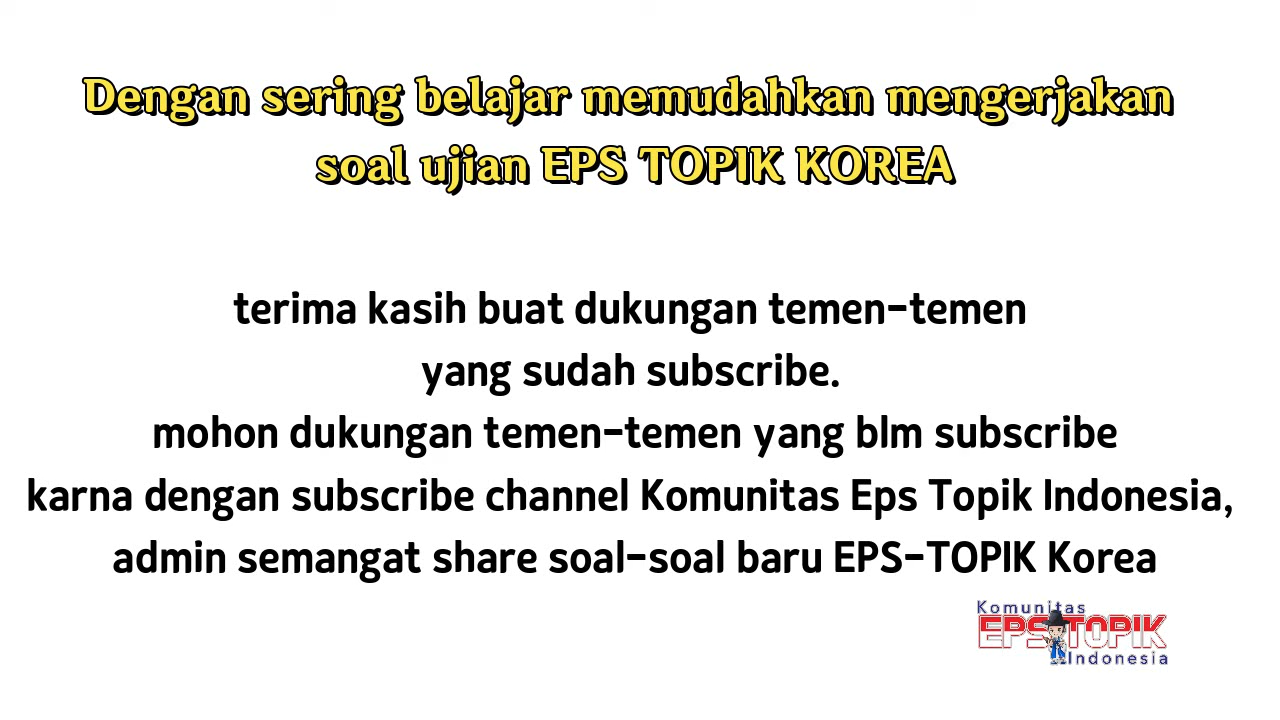 Dengan sering belajar memudahkan mengerjakan
soal ujian EPS TOPIK KOREA
terima kasih buat dukungan temen-temen
yang sudah subscribe.
mohon dukungan temen-temen yang blm subscribe
karna dengan subscribe channel Komunitas Eps Topik Indonesia,
admin semangat share soal-soal baru EPS-TOPIK Korea
Komunitas
EPS TOPIK
Indonesia